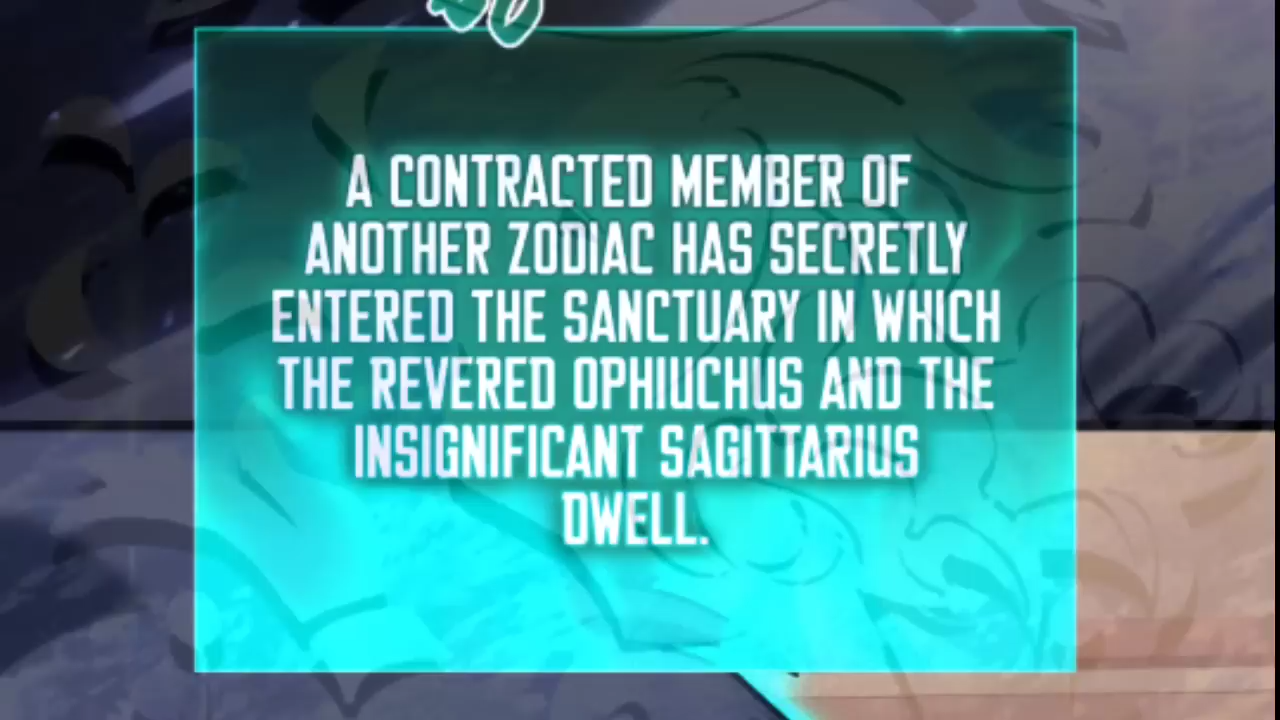 A CONTRACTED MEMBER OF
ANOTHER ZODIAC HAS SECRETLY
ENTERED THE SANCTUARY IN WHICH
THE REVERED OPHIUCHUS AND THE
INSIGNIFICANT SAGITTARIUS
DWELL.